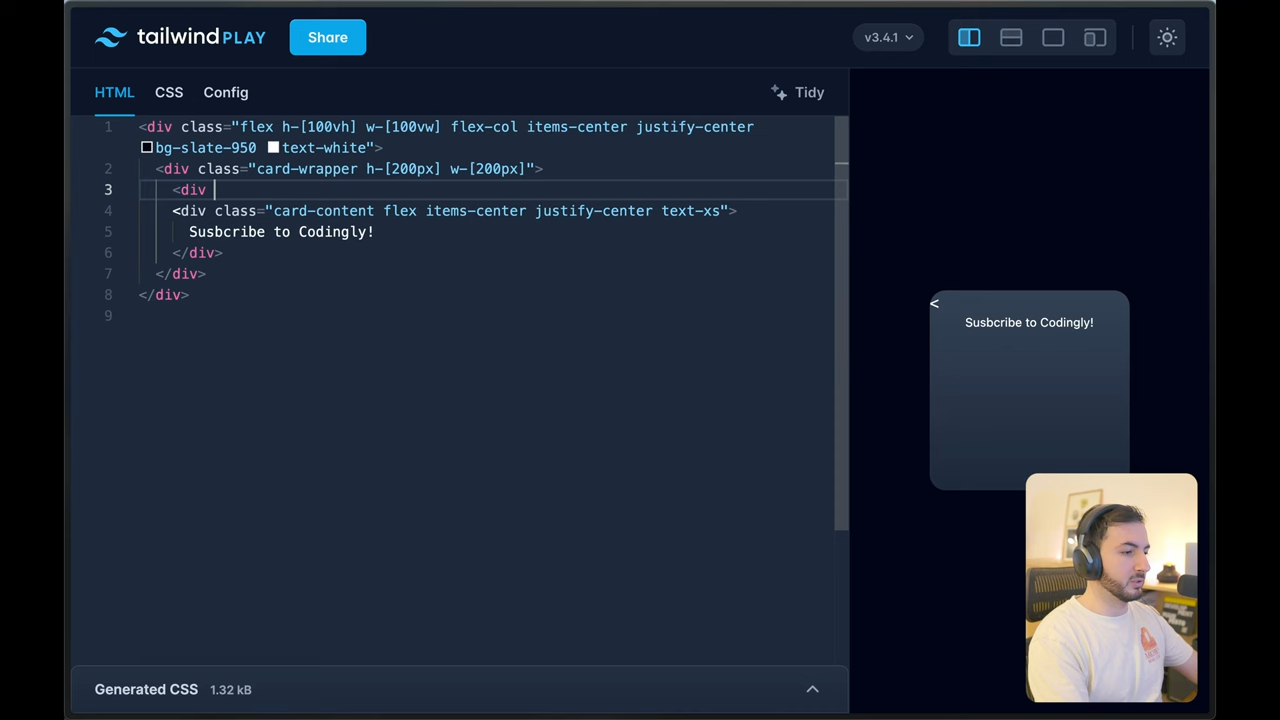 tailwind PLAY Share v3.4.1
HTML CSS Config Tidy
1 <div class="flex h-[100vh] w-[100vw] flex-col items-center justify-center
bg-slate-950 text-white">
2 <div class="card-wrapper h-[200px] w-[200px]">
3 <div
4 <div class="card-content flex items-center justify-center text-xs">
5 Susbcribe to Codingly!
6 </div>
7 </div>
8 </div>
9
<
Susbcribe to Codingly!
Generated CSS 1.32 kB